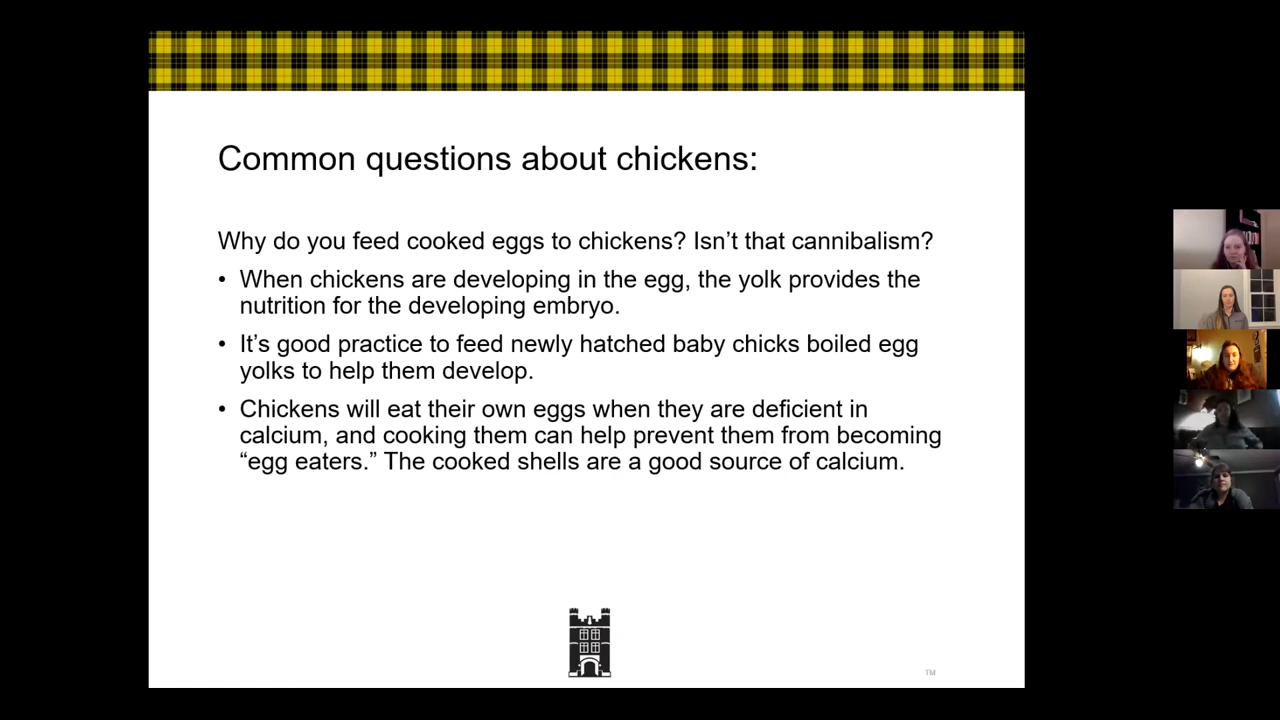 Common questions about chickens:
Why do you feed cooked eggs to chickens? Isn’t that cannibalism?
• When chickens are developing in the egg, the yolk provides the
nutrition for the developing embryo.
• It’s good practice to feed newly hatched baby chicks boiled egg
yolks to help them develop.
• Chickens will eat their own eggs when they are deficient in
calcium, and cooking them can help prevent them from becoming
“egg eaters.” The cooked shells are a good source of calcium.
TM